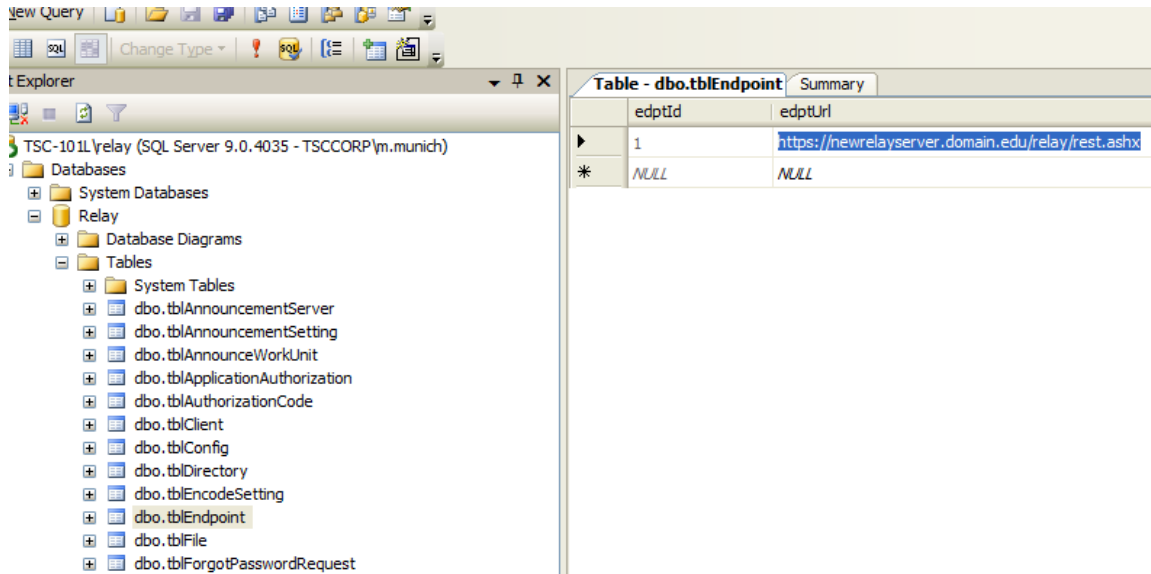 New Query
SQL
Change Type
SQL
t Explorer
TSC-101L\relay (SQL Server 9.0.4035 - TSCCORP\m.munich)
Databases
System Databases
Relay
Database Diagrams
Tables
System Tables
dbo.tblAnnouncementServer
dbo.tblAnnouncementSetting
dbo.tblAnnounceWorkUnit
dbo.tblApplicationAuthorization
dbo.tblAuthorizationCode
dbo.tblClient
dbo.tblConfig
dbo.tblDirectory
dbo.tblEncodeSetting
dbo.tblEndpoint
dbo.tblFile
dbo.tblForgotPasswordRequest
Table - dbo.tblEndpoint Summary
edptId edptUrl
1 https://newrelayserver.domain.edu/relay/rest.ashx
NULL NULL